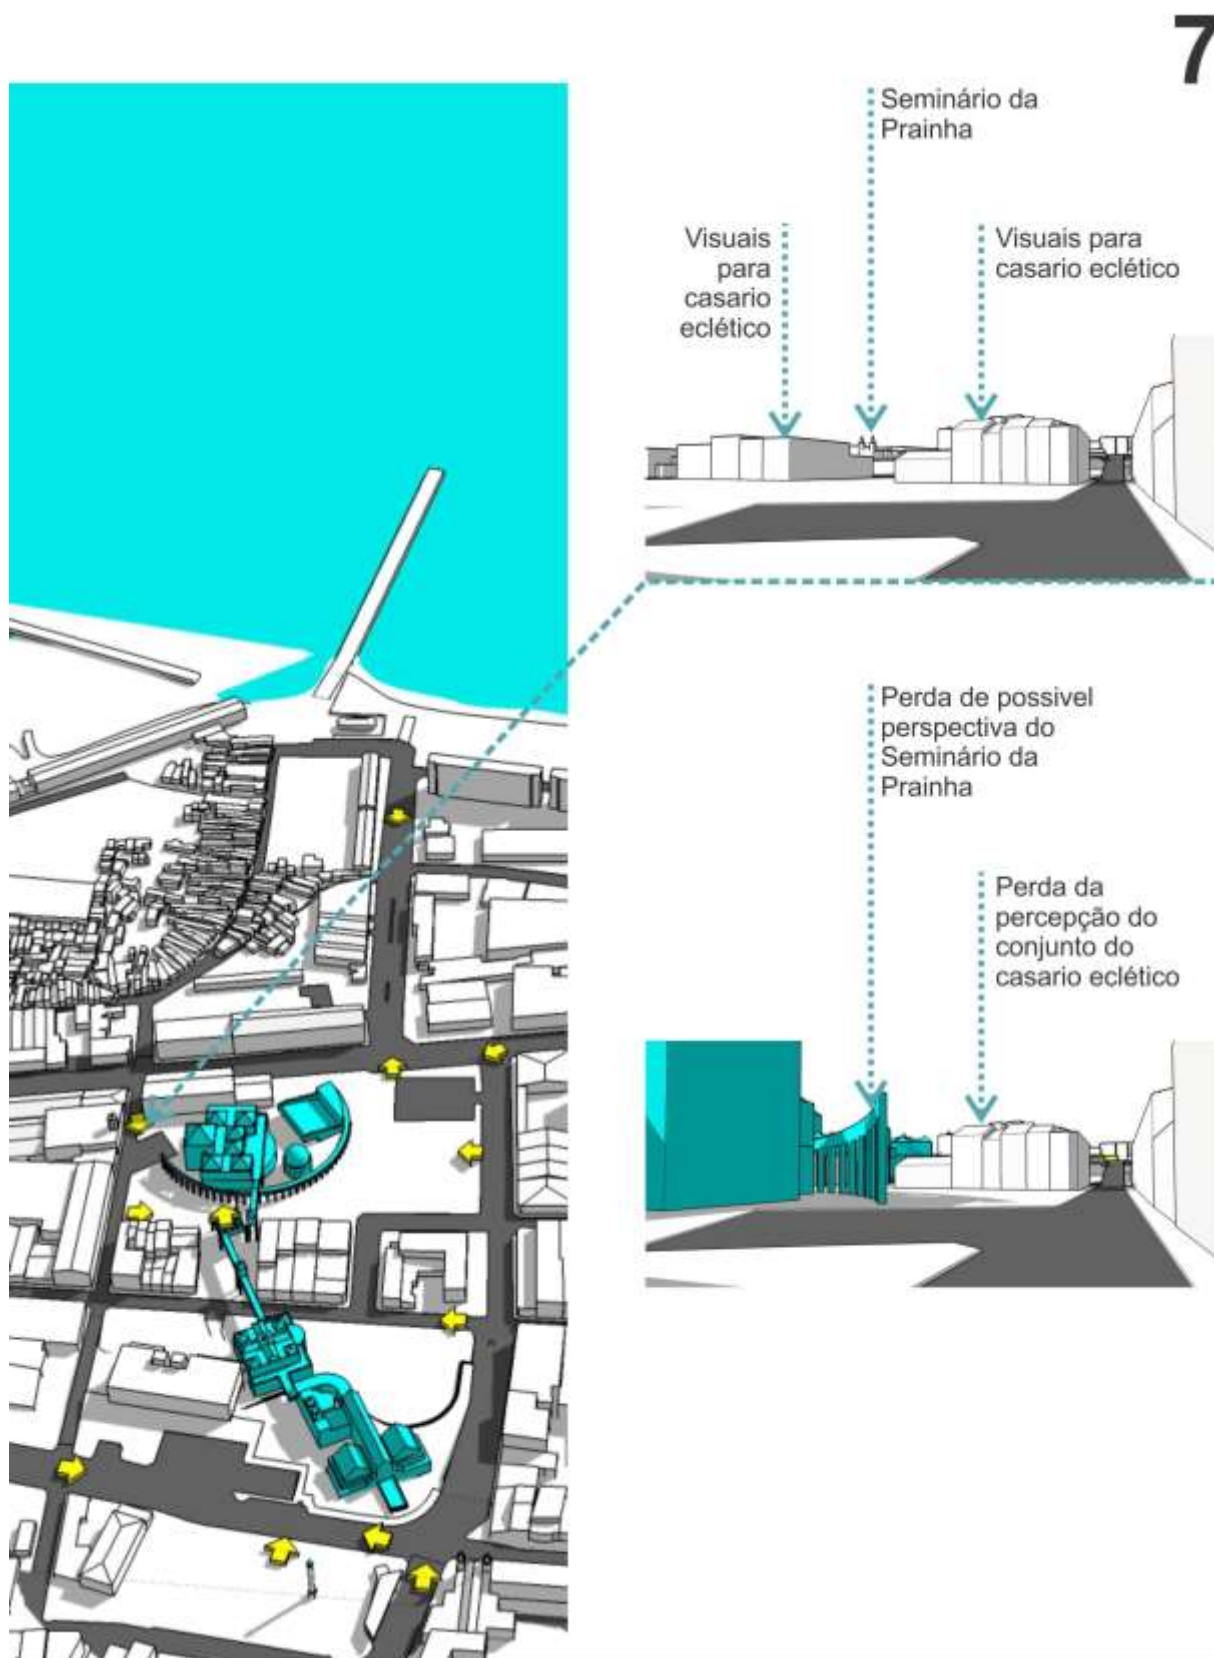 7
Seminário da
Prainha
Visuais
para
casario
eclético
Visuais para
casario eclético
Perda de possivel
perspectiva do
Seminário da
Prainha
Perda da
percepção do
conjunto do
casario eclético